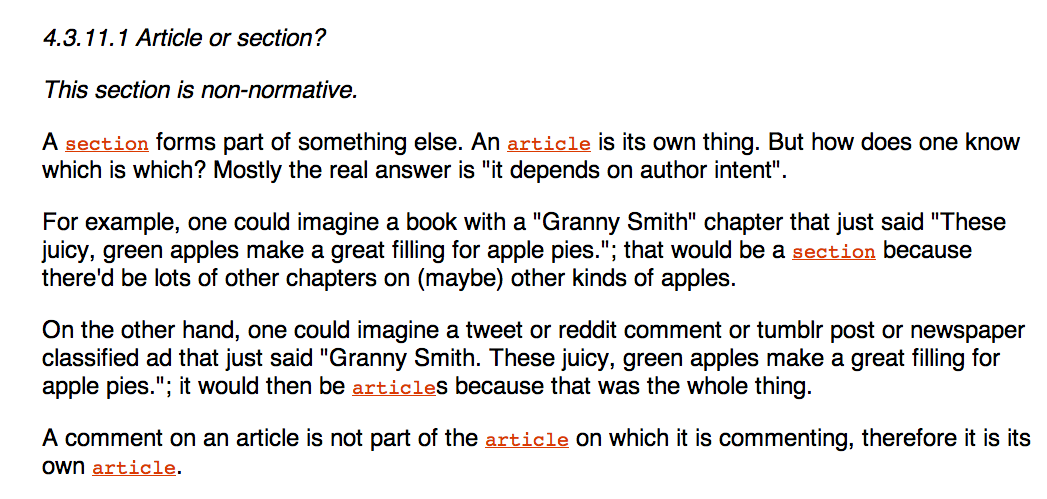 4.3.11.1 Article or section?
This section is non-normative.
A section forms part of something else. An article is its own thing. But how does one know
which is which? Mostly the real answer is "it depends on author intent".
For example, one could imagine a book with a "Granny Smith" chapter that just said "These
juicy, green apples make a great filling for apple pies."; that would be a section because
there'd be lots of other chapters on (maybe) other kinds of apples.
On the other hand, one could imagine a tweet or reddit comment or tumblr post or newspaper
classified ad that just said "Granny Smith. These juicy, green apples make a great filling for
apple pies."; it would then be articles because that was the whole thing.
A comment on an article is not part of the article on which it is commenting, therefore it is its
own article.